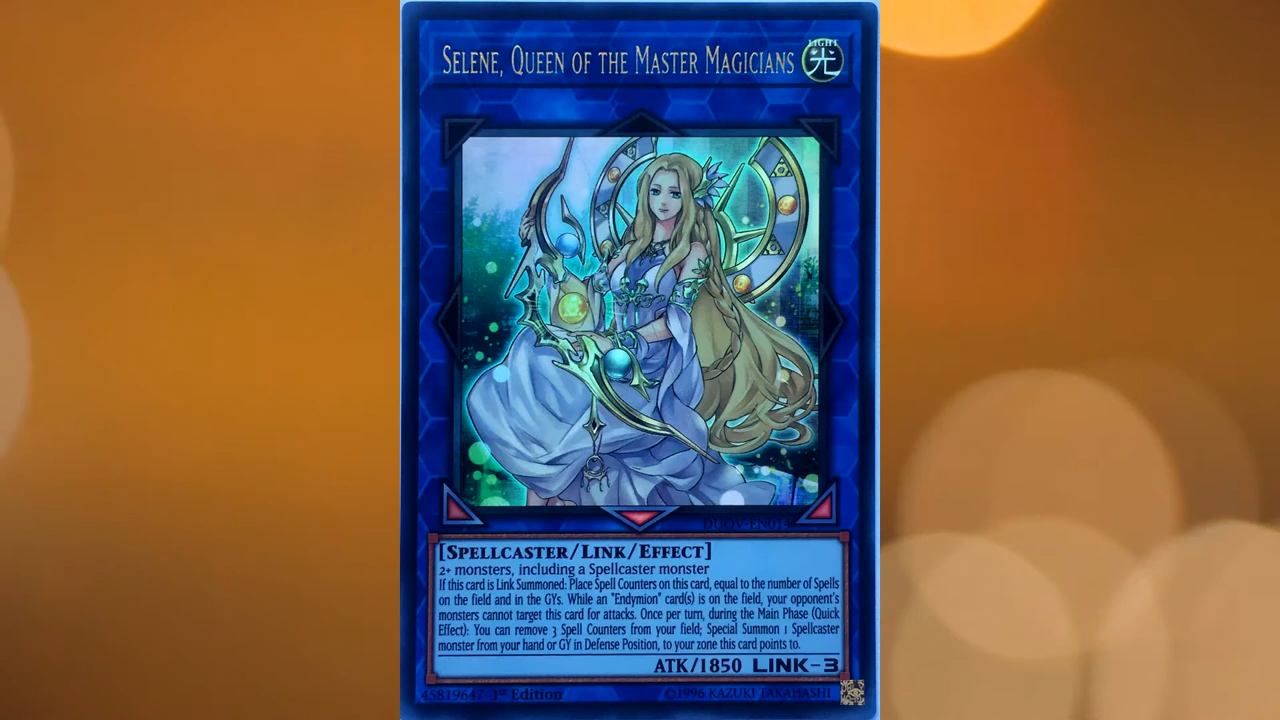 SELENE, QUEEN OF THE MASTER MAGICIANS
LIGHT
光
DUOV-EN014
[SPELLCASTER/LINK/EFFECT]
2+ monsters, including a Spellcaster monster
If this card is Link Summoned: Place Spell Counters on this card, equal to the number of Spells
on the field and in the GYs. While an "Endymion" card(s) is on the field, your opponent's
monsters cannot target this card for attacks. Once per turn, during the Main Phase (Quick
Effect): You can remove 3 Spell Counters from your field; Special Summon 1 Spellcaster
monster from your hand or GY in Defense Position, to your zone this card points to.
ATK/1850 LINK-3
45819647 1st Edition
©1996 KAZUKI TAKAHASHI